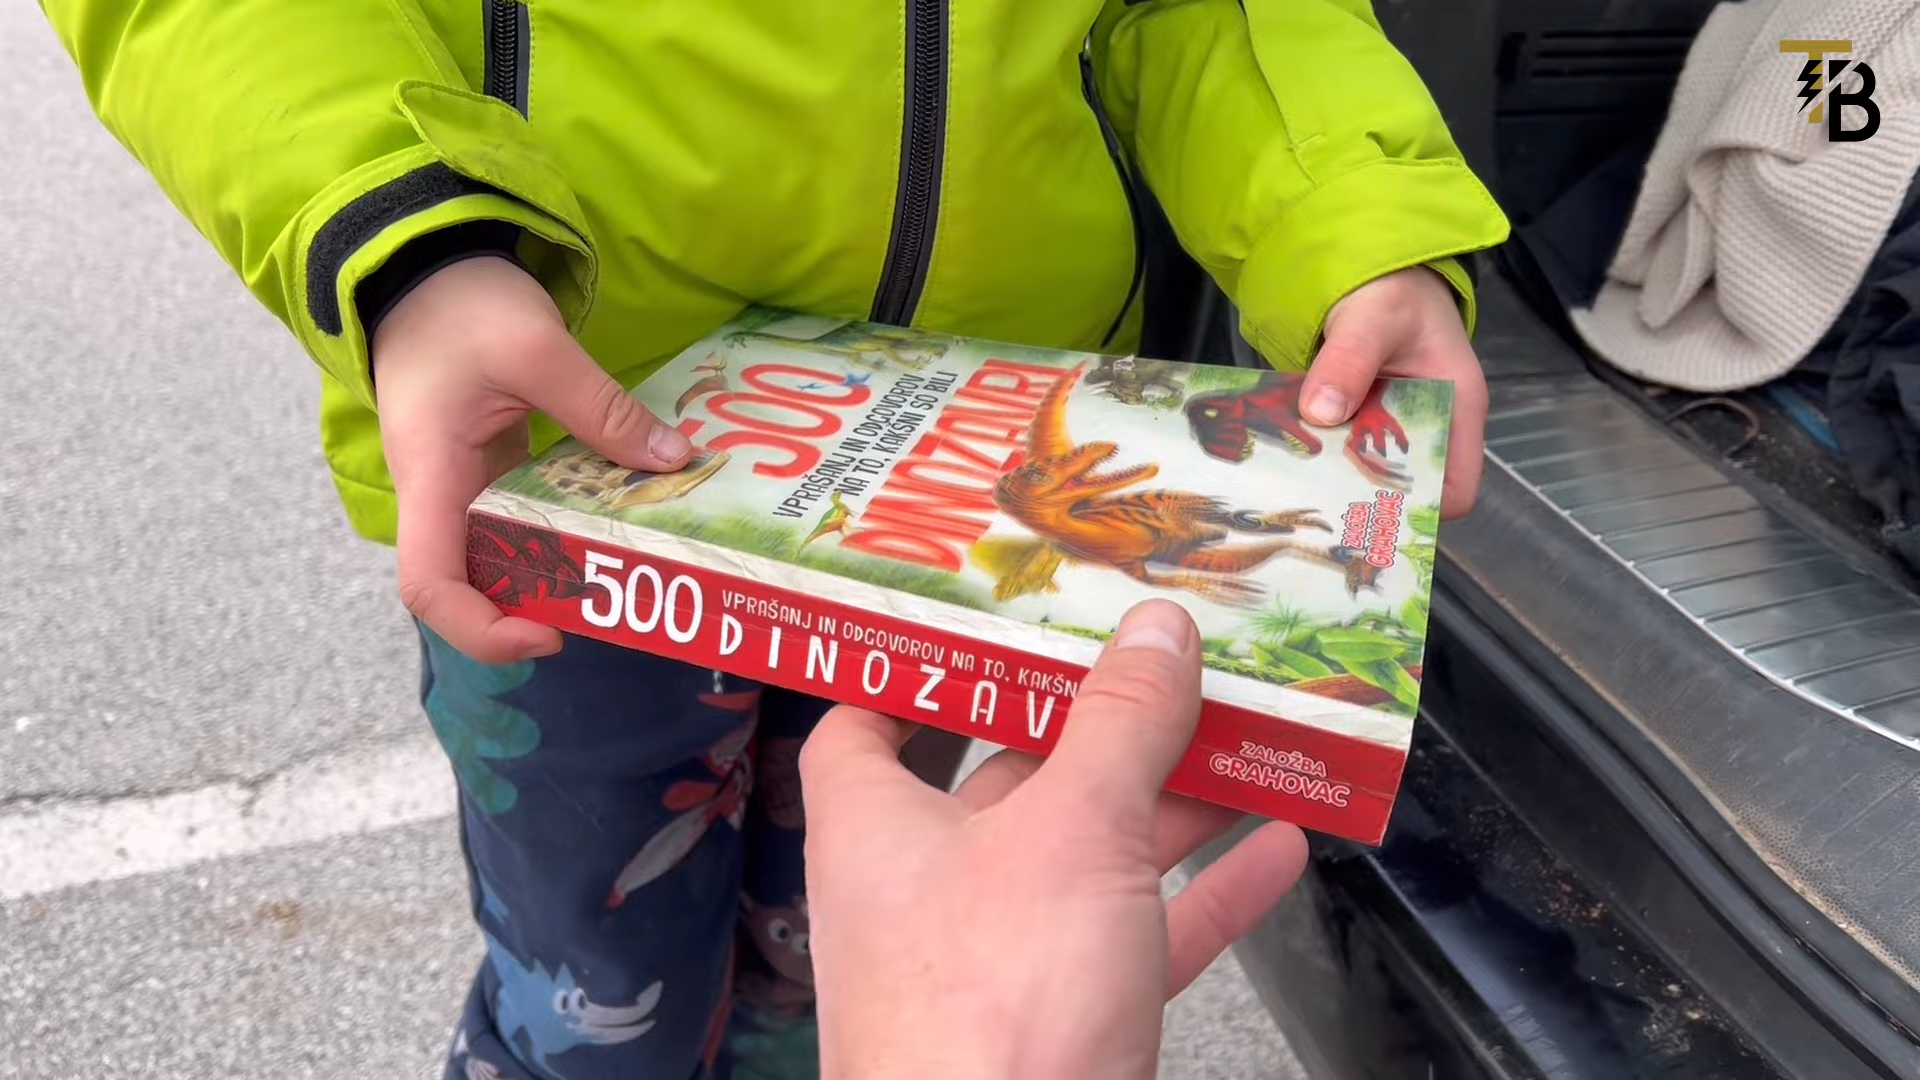 TB
500
VPRAŠANJ IN ODGOVOROV
NA TO, KAKŠNI SO BILI
DINOZAVRI
ZALOŽBA
GRAHOVAC
500
VPRAŠANJ IN ODGOVOROV NA TO, KAKŠN
DINOZAV
ZALOŽBA
GRAHOVAC